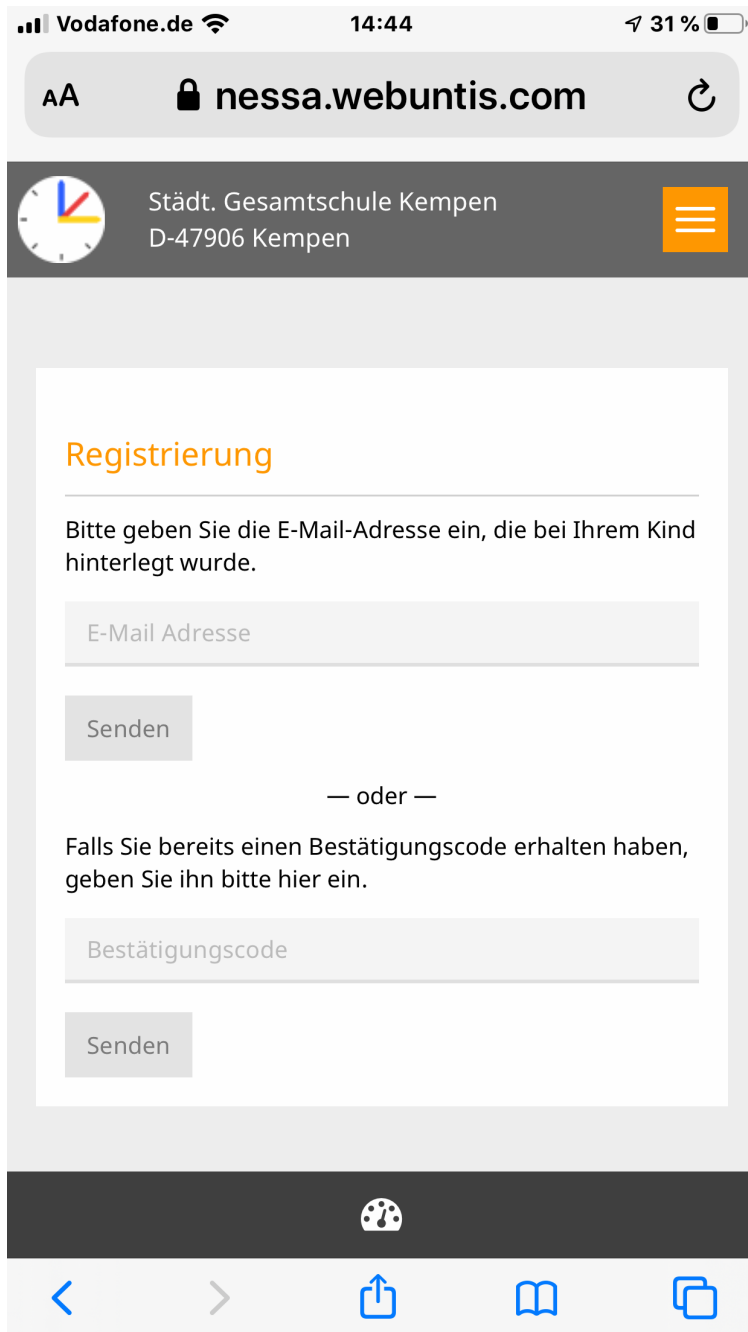 Vodafone.de 14:44 31 %
AA nessa.webuntis.com
Städt. Gesamtschule Kempen
D-47906 Kempen
Registrierung
Bitte geben Sie die E-Mail-Adresse ein, die bei Ihrem Kind
hinterlegt wurde.
E-Mail Adresse
Senden
— oder —
Falls Sie bereits einen Bestätigungscode erhalten haben,
geben Sie ihn bitte hier ein.
Bestätigungscode
Senden